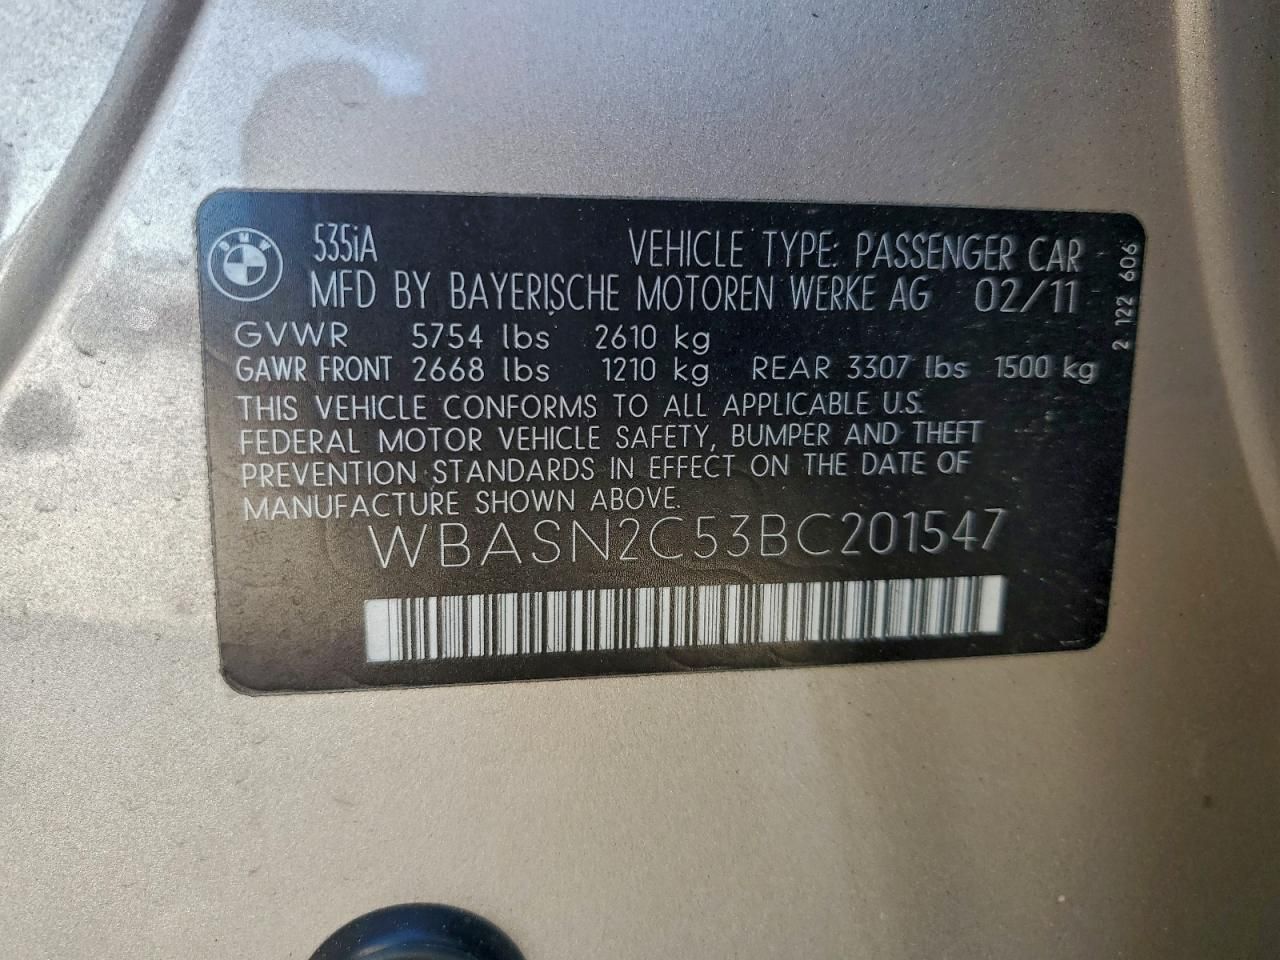 BMW 535iA VEHICLE TYPE: PASSENGER CAR
MFD BY BAYERISCHE MOTOREN WERKE AG 02/11
GVWR 5754 lbs 2610 kg
GAWR FRONT 2668 lbs 1210 kg REAR 3307 lbs 1500 kg
THIS VEHICLE CONFORMS TO ALL APPLICABLE U.S.
FEDERAL MOTOR VEHICLE SAFETY, BUMPER AND THEFT
PREVENTION STANDARDS IN EFFECT ON THE DATE OF
MANUFACTURE SHOWN ABOVE.
WBASN2C53BC201547
2 122 606